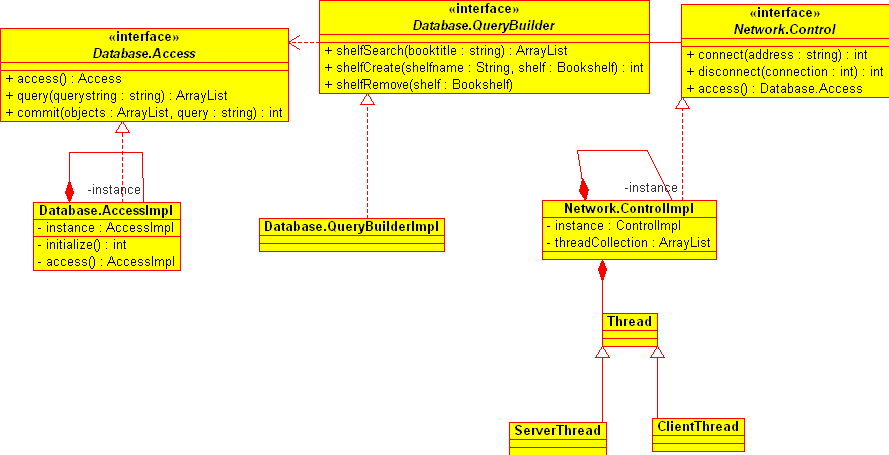 «interface»
Database.Access
+ access() : Access
+ query(querystring : string) : ArrayList
+ commit(objects : ArrayList, query : string) : int
«interface»
Database.QueryBuilder
+ shelfSearch(booktitle : string) : ArrayList
+ shelfCreate(shelfname : String, shelf : Bookshelf) : int
+ shelfRemove(shelf : Bookshelf)
«interface»
Network.Control
+ connect(address : string) : int
+ disconnect(connection : int) : int
+ access() : Database.Access
-instance
Database.AccessImpl
- instance : AccessImpl
- initialize() : int
- access() : AccessImpl
Database.QueryBuilderImpl
-instance
Network.ControlImpl
- instance : ControlImpl
- threadCollection : ArrayList
Thread
ServerThread
ClientThread